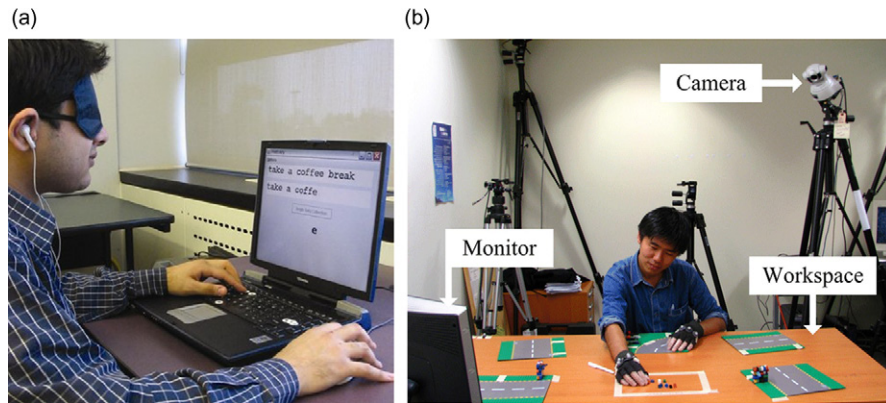 (a)
(b)
take a coffee break
take a coffe
e
Camera
Monitor
Workspace